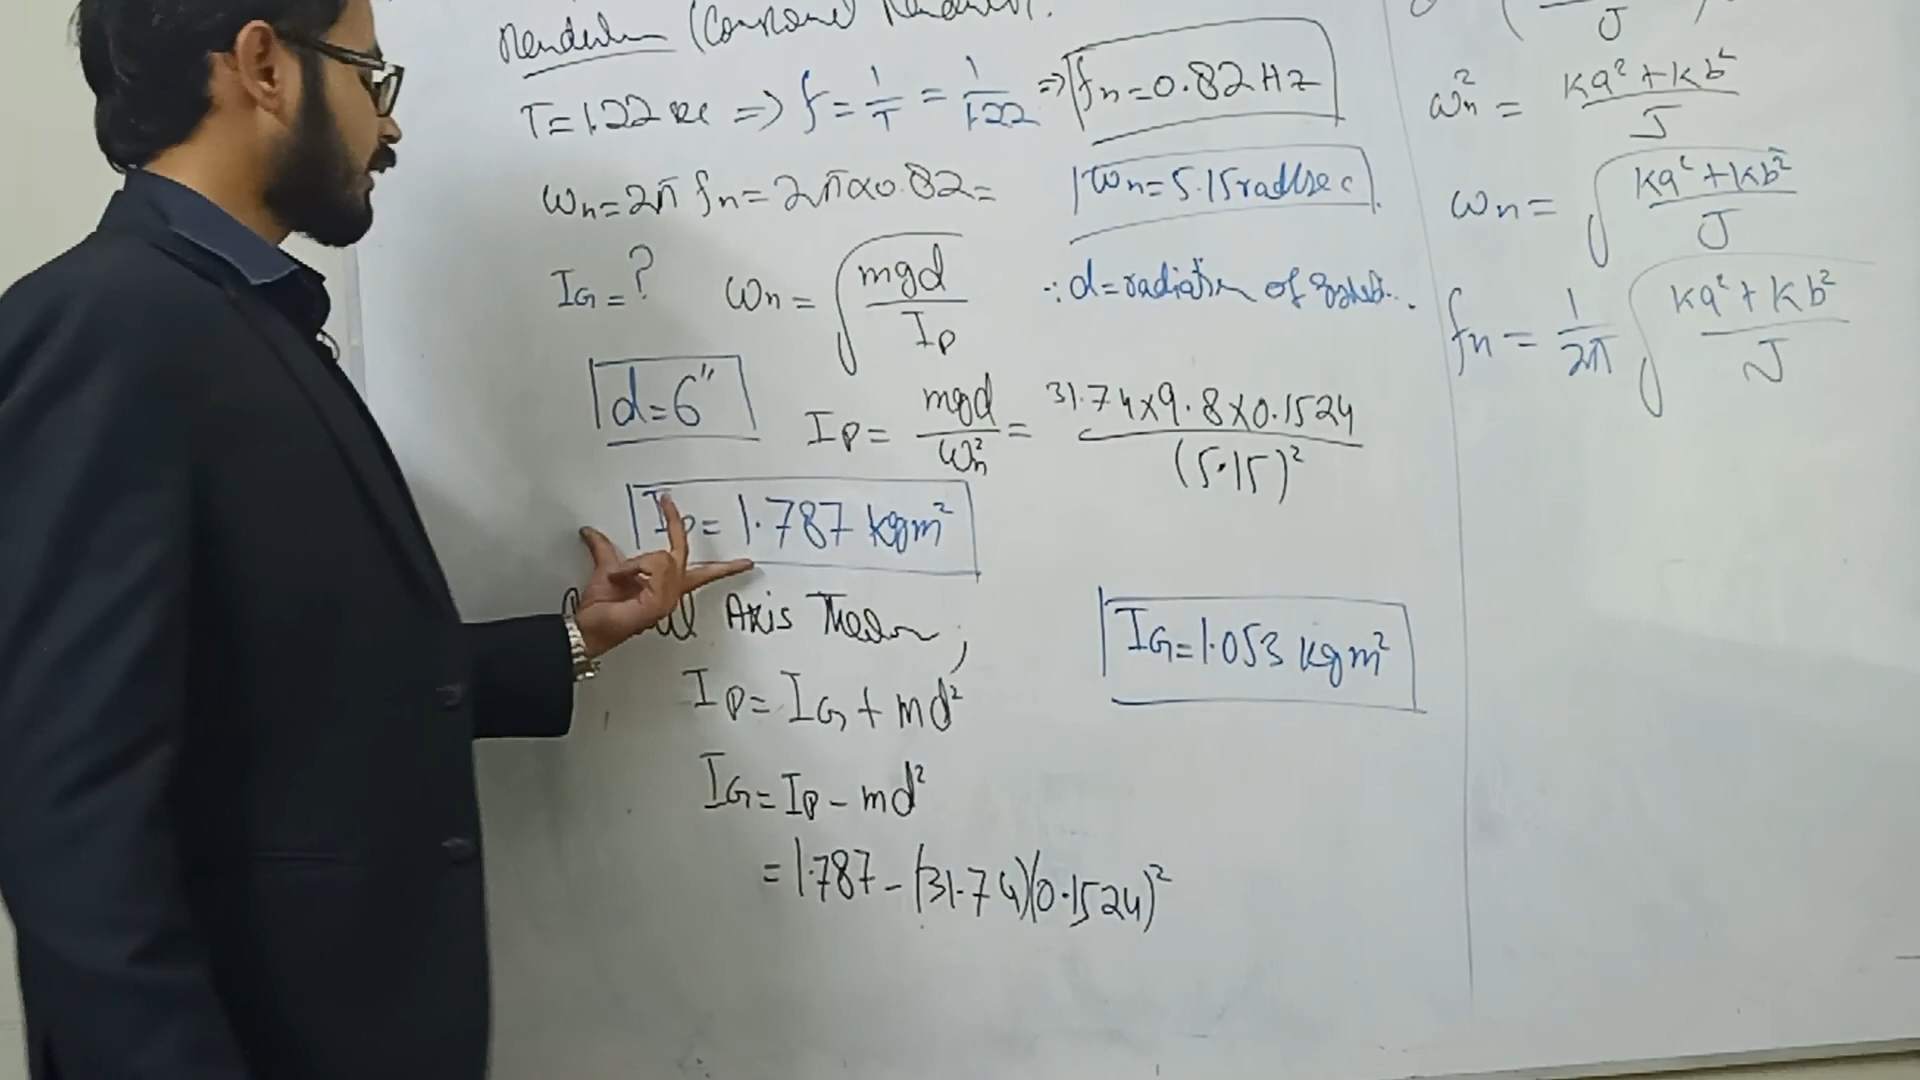 Pendulum (Compound Pendulum).
T=1.22 sec => f = 1/T = 1/1.22 => fn=0.82 Hz
ωn=2π fn=2π×0.82= ωn=5.15 rad/sec
IG=? ωn = √(mgd/Ip) ∴ d=radiation of
d=6"
Ip= mgd/ωn² = 31.74×9.8×0.1524/(5.15)²
Ip= 1.787 kgm²
Axis
Ip= IG + md²
IG= Ip - md²
= 1.787 - (31.74)(0.1524)²
IG=1.053 kgm²
J
ωn² = ka²+kb²/J
ωn = √(ka²+kb²/J)
fn = 1/2π √(ka²+kb²/J)